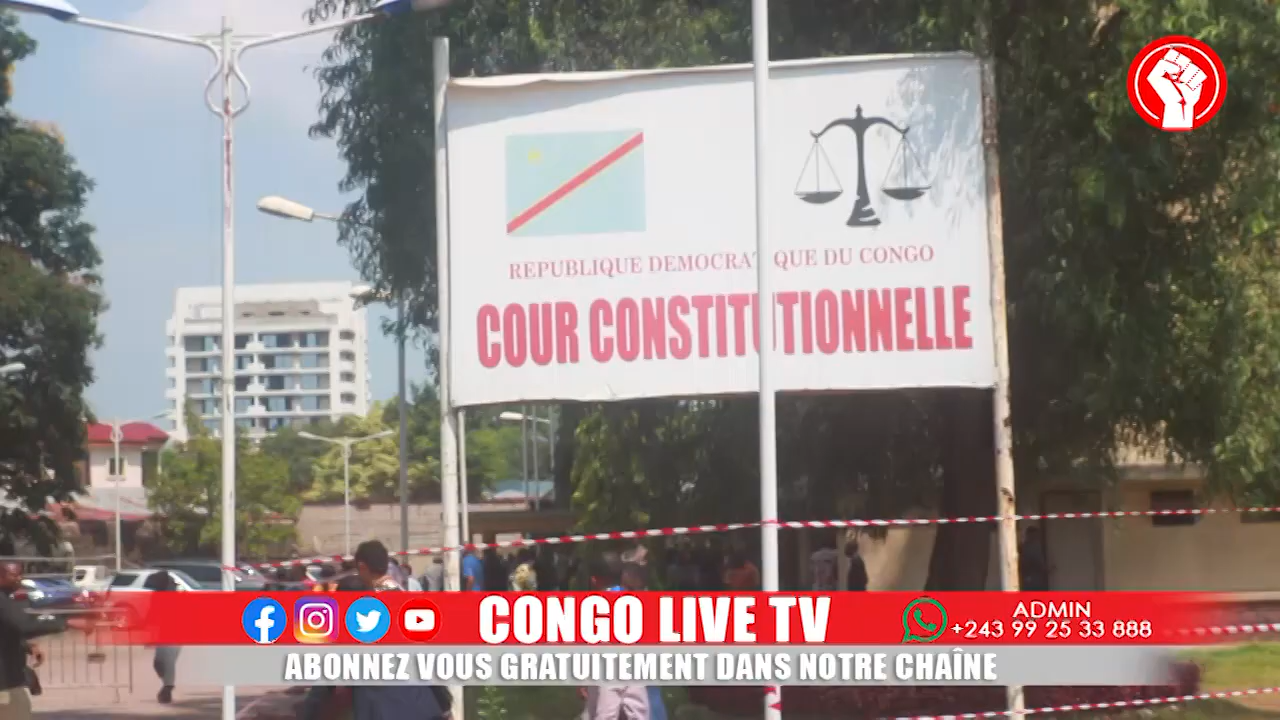 REPUBLIQUE DEMOCRATIQUE DU CONGO
COUR CONSTITUTIONNELLE
CONGO LIVE TV
ADMIN
+243 99 25 33 888
ABONNEZ VOUS GRATUITEMENT DANS NOTRE CHAÎNE